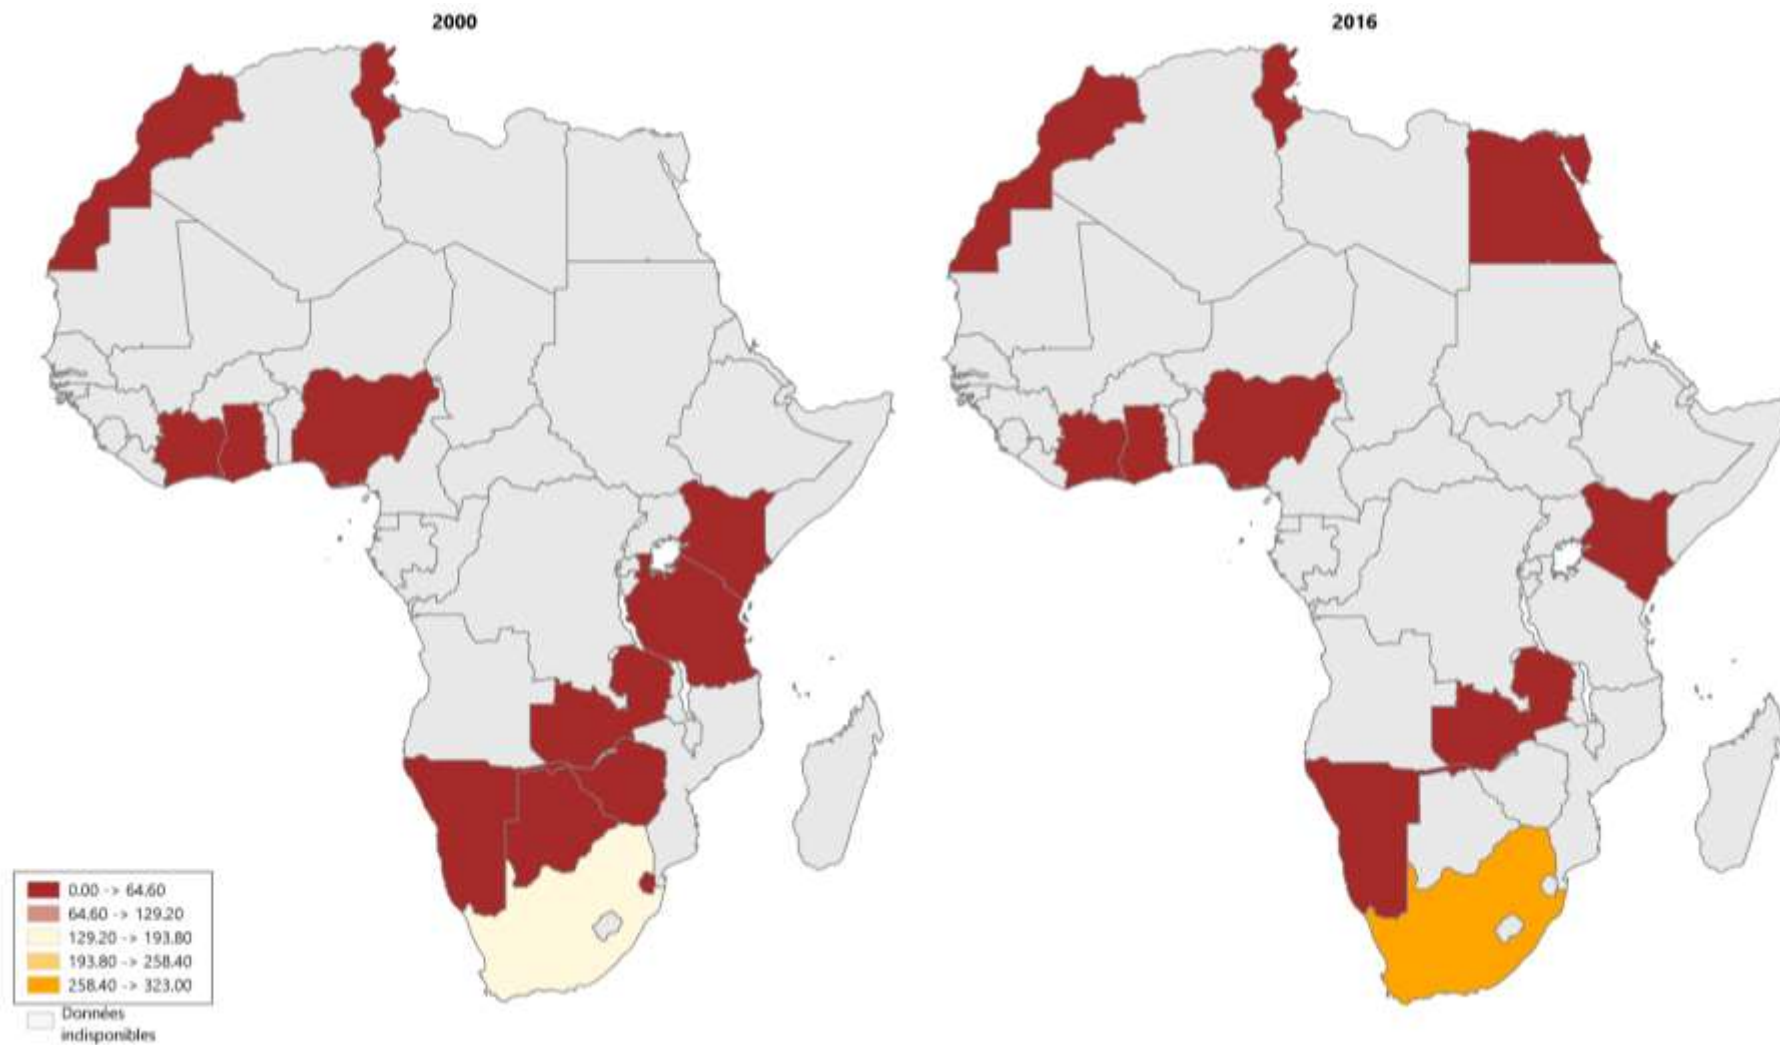 2000
2016
0.00 -> 64.60
64.60 -> 129.20
129.20 -> 193.80
193.80 -> 258.40
258.40 -> 323.00
Données
indisponibles